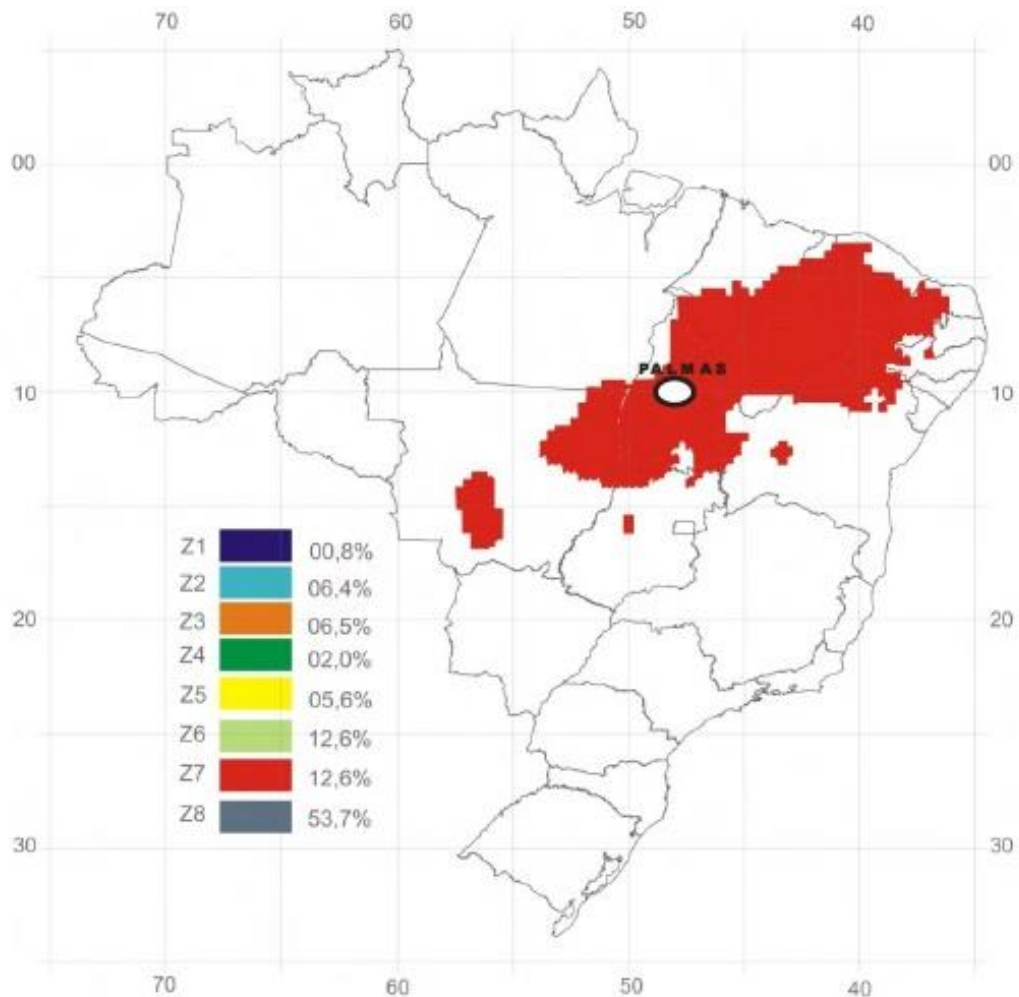 70 60 50 40
00 00
PALMAS
10 10
Z1 00,8%
Z2 06,4%
Z3 06,5%
20 20
Z4 02,0%
Z5 05,6%
Z6 12,6%
Z7 12,6%
Z8 53,7%
30 30
70 60 50 40